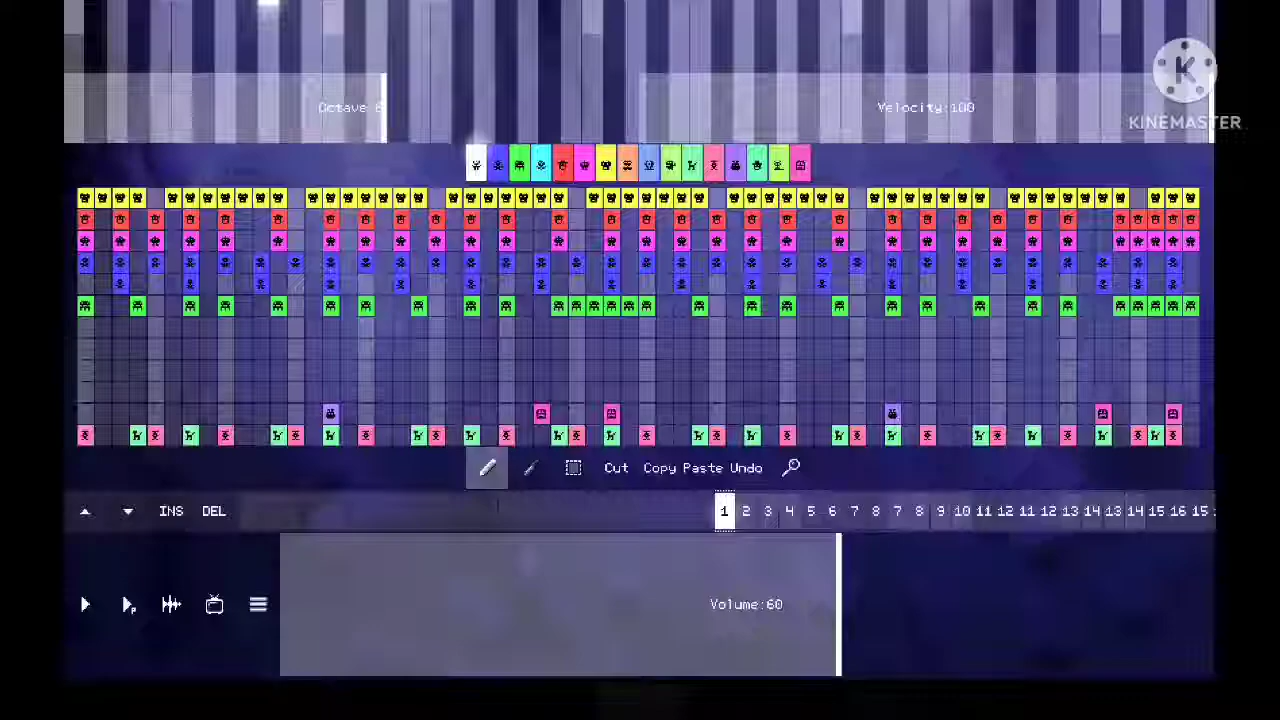 Octave 6 Velocity:100
K
KINEMASTER
Cut Copy Paste Undo
INS DEL 1 2 3 4 5 6 7 8 7 8 9 10 11 12 11 12 13 14 13 14 15 16 15
Volume:60